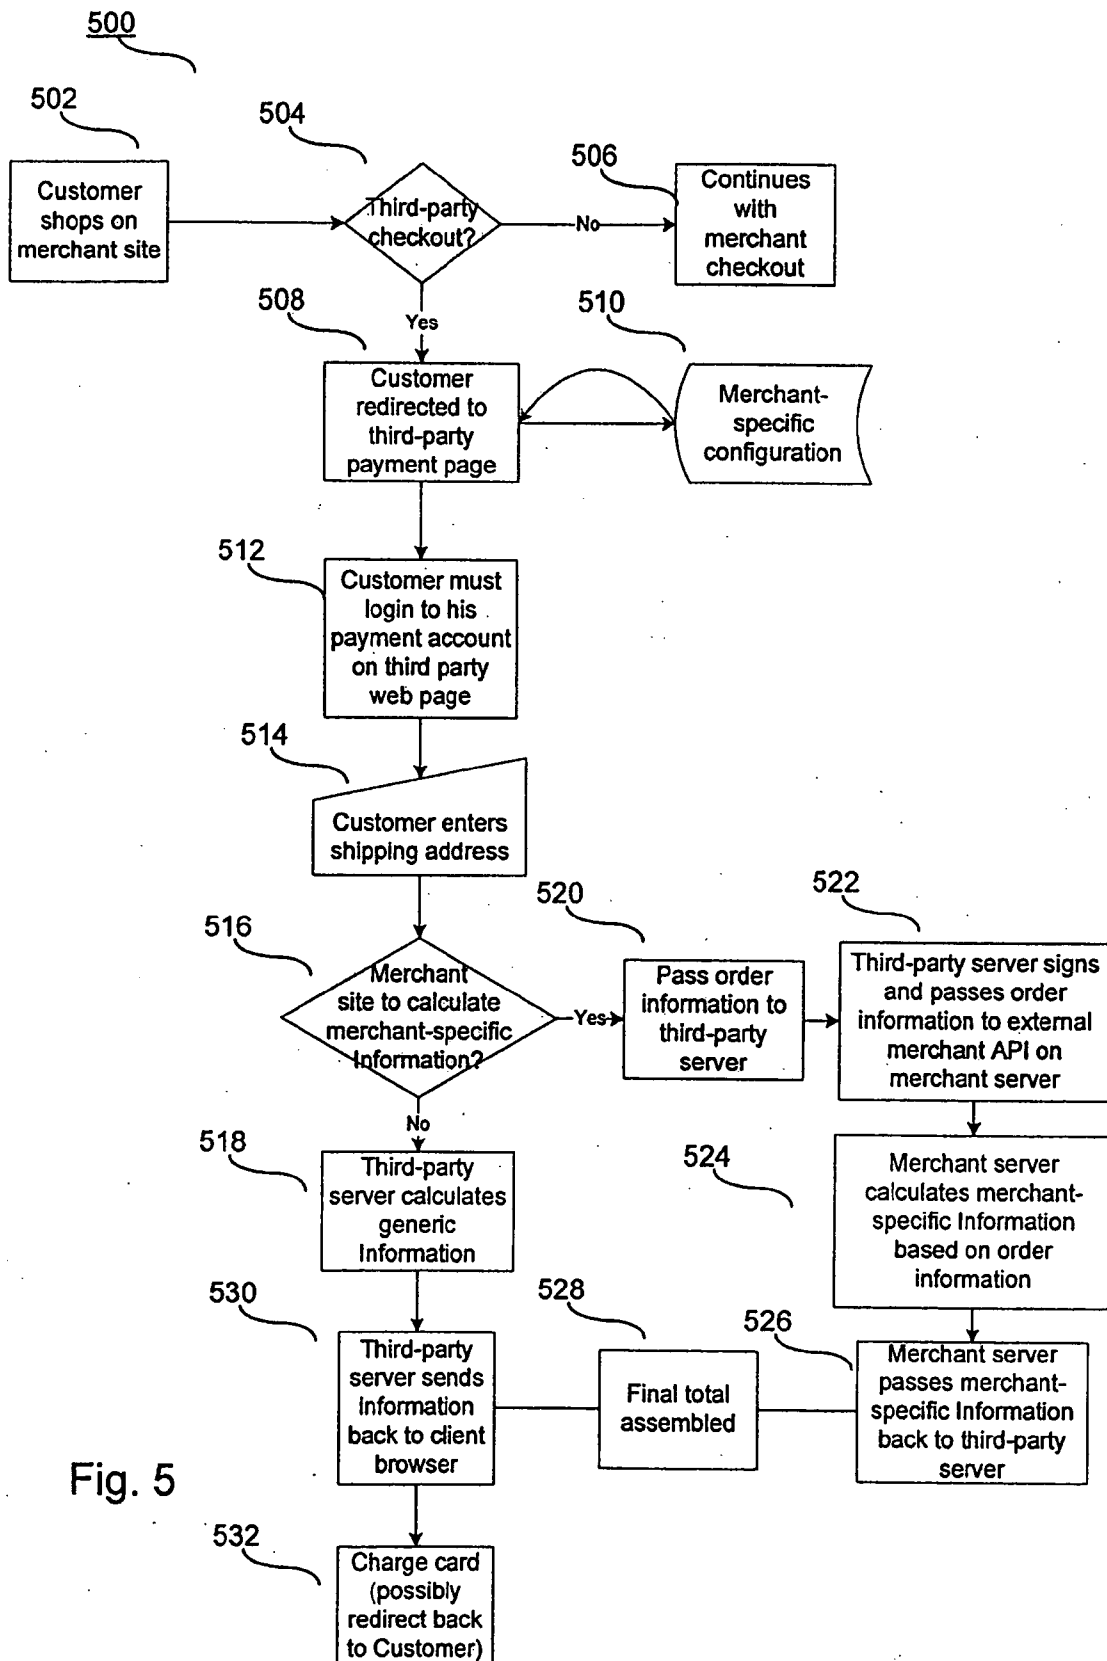 500
502
Customer
shops on
merchant site
504
Third-party
checkout?
No
506
Continues
with
merchant
checkout
Yes
508
Customer
redirected to
third-party
payment page
510
Merchant-
specific
configuration
512
Customer must
login to his
payment account
on third party
web page
514
Customer enters
shipping address
516
Merchant
site to calculate
merchant-specific
Information?
Yes
520
Pass order
information to
third-party
server
522
Third-party server signs
and passes order
information to external
merchant API on
merchant server
No
518
Third-party
server calculates
generic
Information
524
Merchant server
calculates merchant-
specific Information
based on order
information
530
Third-party
server sends
information
back to client
browser
528
Final total
assembled
526
Merchant server
passes merchant-
specific Information
back to third-party
server
Fig. 5
532
Charge card
(possibly
redirect back
to Customer)